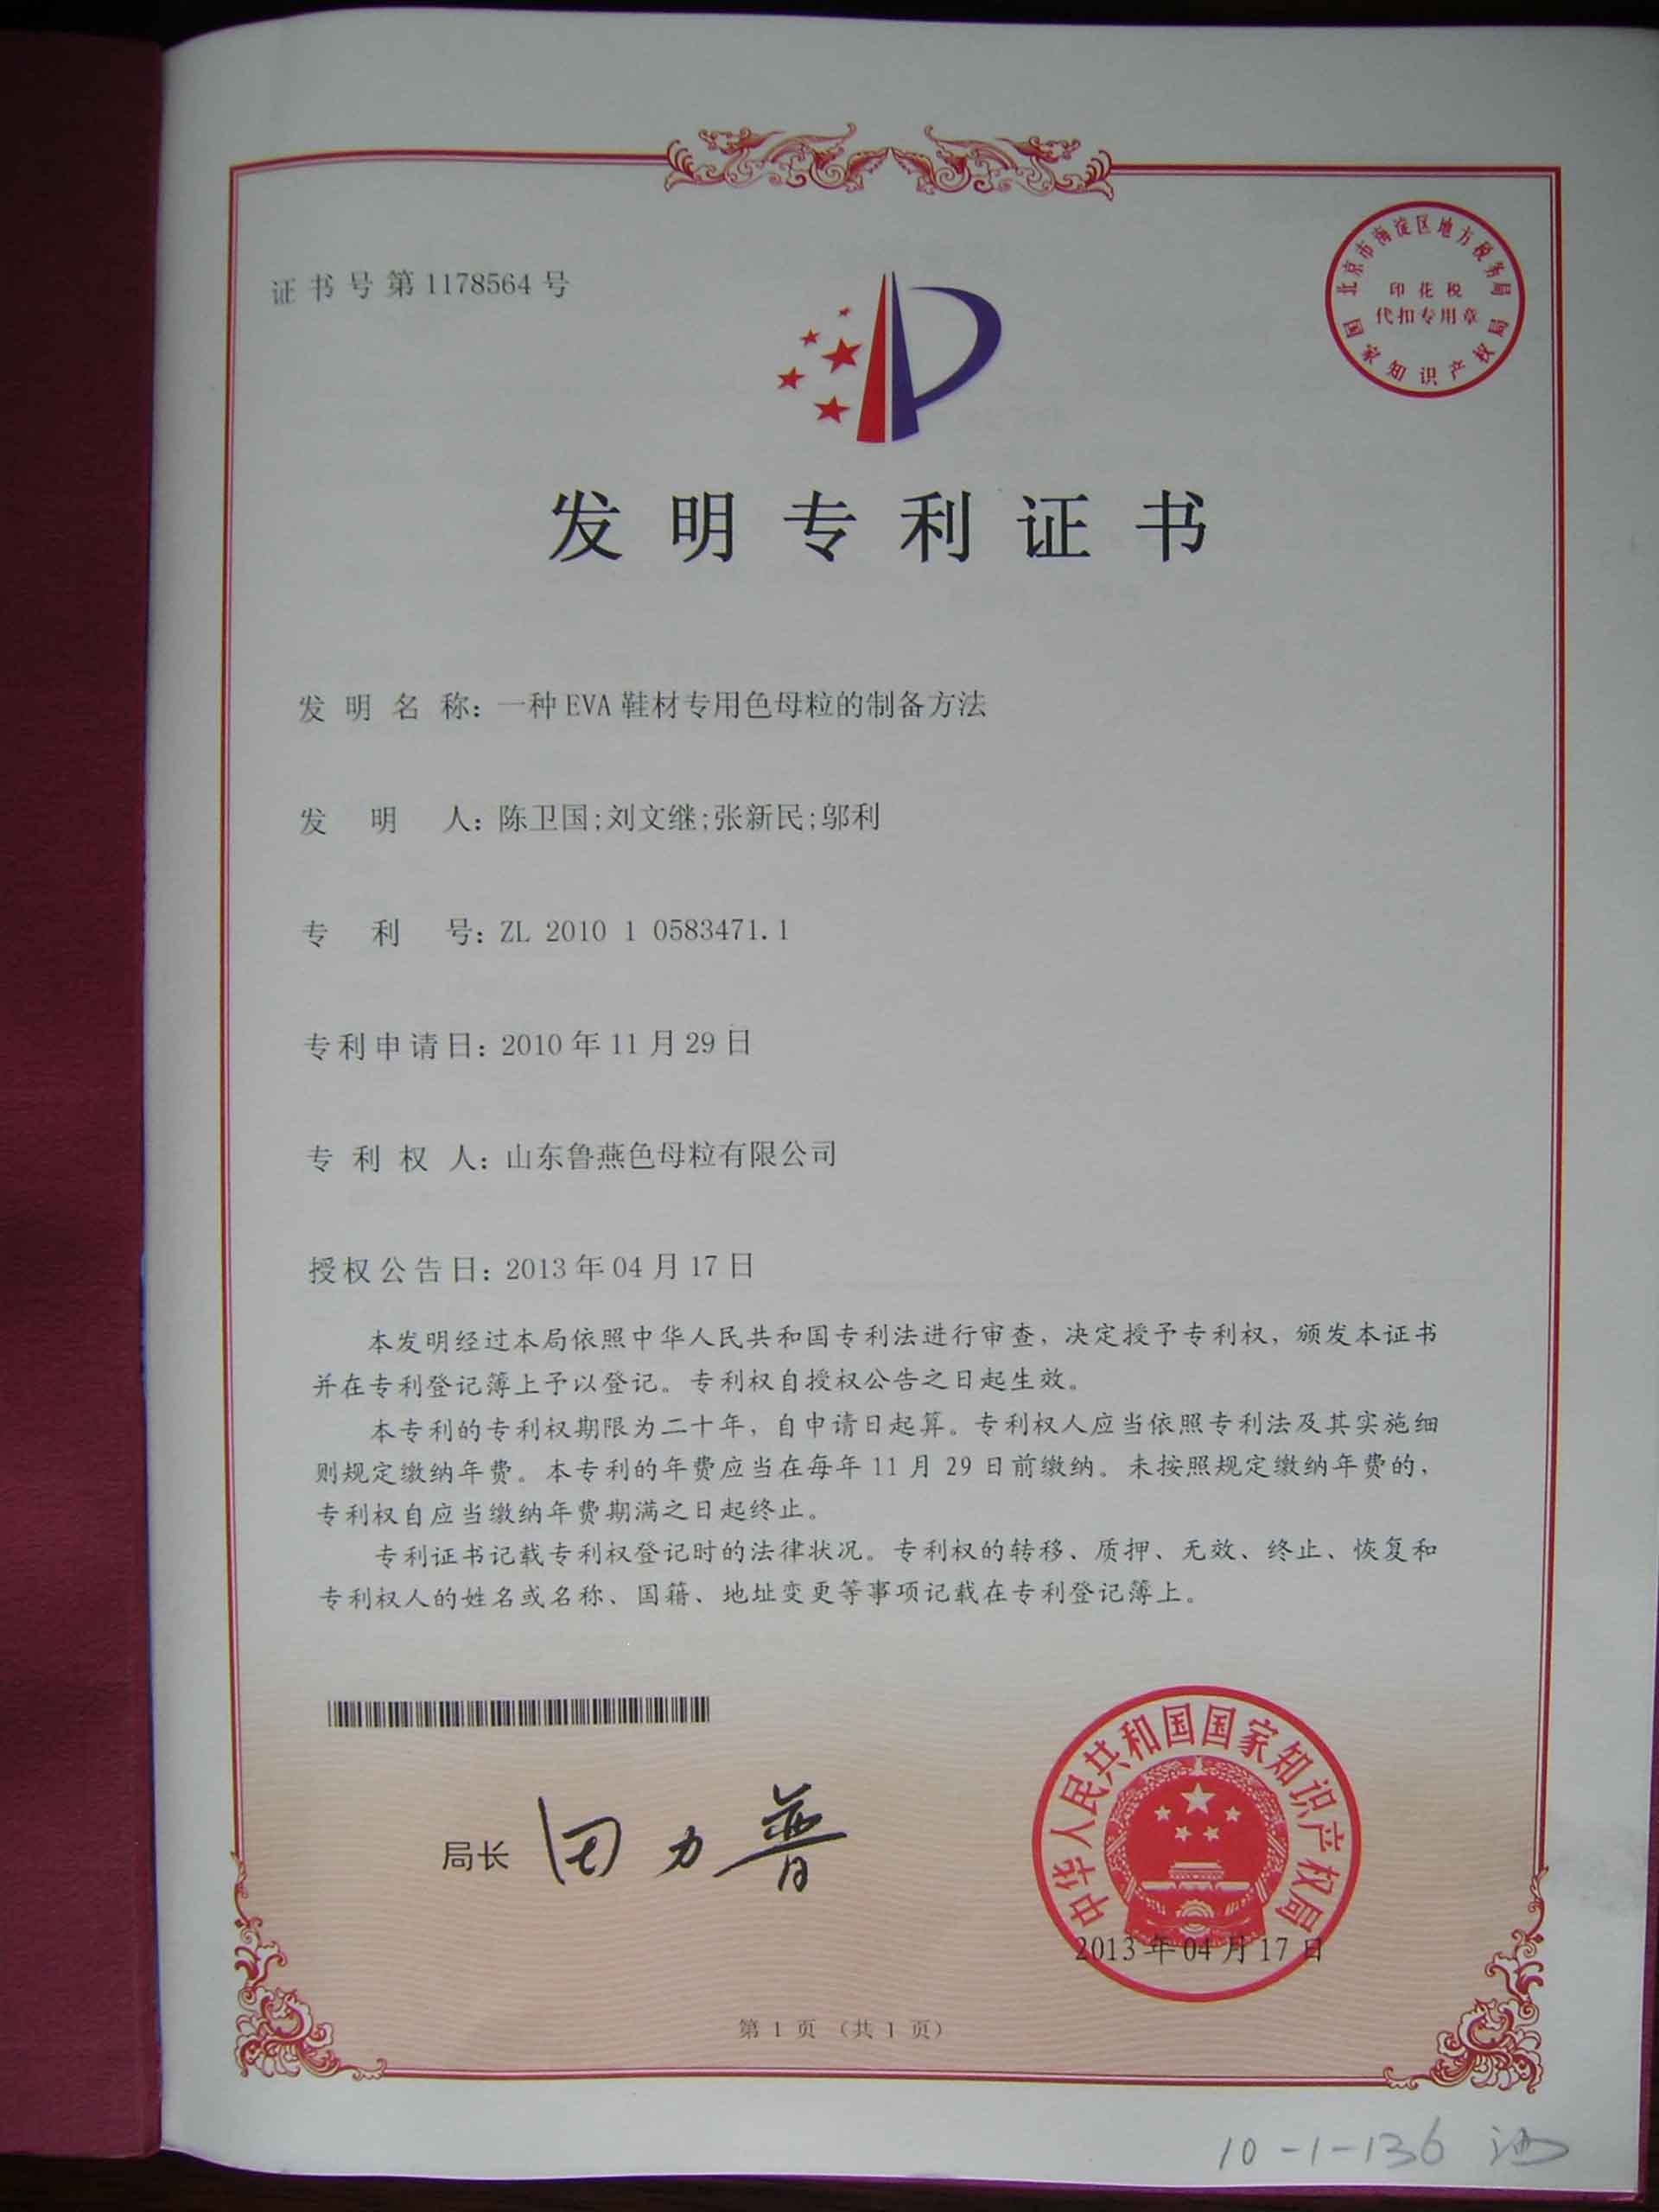 证书号第1178564号
北京市海淀区地方税务局
印花税
代扣专用章
国家知识产权局
发明专利证书
发明名称：一种EVA鞋材专用色母粒的制备方法
发明人：陈卫国;刘文继;张新民;邬利
专利号：ZL 2010 1 0583471.1
专利申请日：2010年11月29日
专利权人：山东鲁燕色母粒有限公司
授权公告日：2013年04月17日
本发明经过本局依照中华人民共和国专利法进行审查，决定授予专利权，颁发本证书
并在专利登记簿上予以登记。专利权自授权公告之日起生效。
本专利的专利权期限为二十年，自申请日起算。专利权人应当依照专利法及其实施细
则规定缴纳年费。本专利的年费应当在每年11月29日前缴纳。未按照规定缴纳年费的，
专利权自应当缴纳年费期满之日起终止。
专利证书记载专利权登记时的法律状况。专利权的转移、质押、无效、终止、恢复和
专利权人的姓名或名称、国籍、地址变更等事项记载在专利登记簿上。
局长 田力普
中华人民共和国国家知识产权局
2013年04月17日
第1页（共1页）
10-1-136